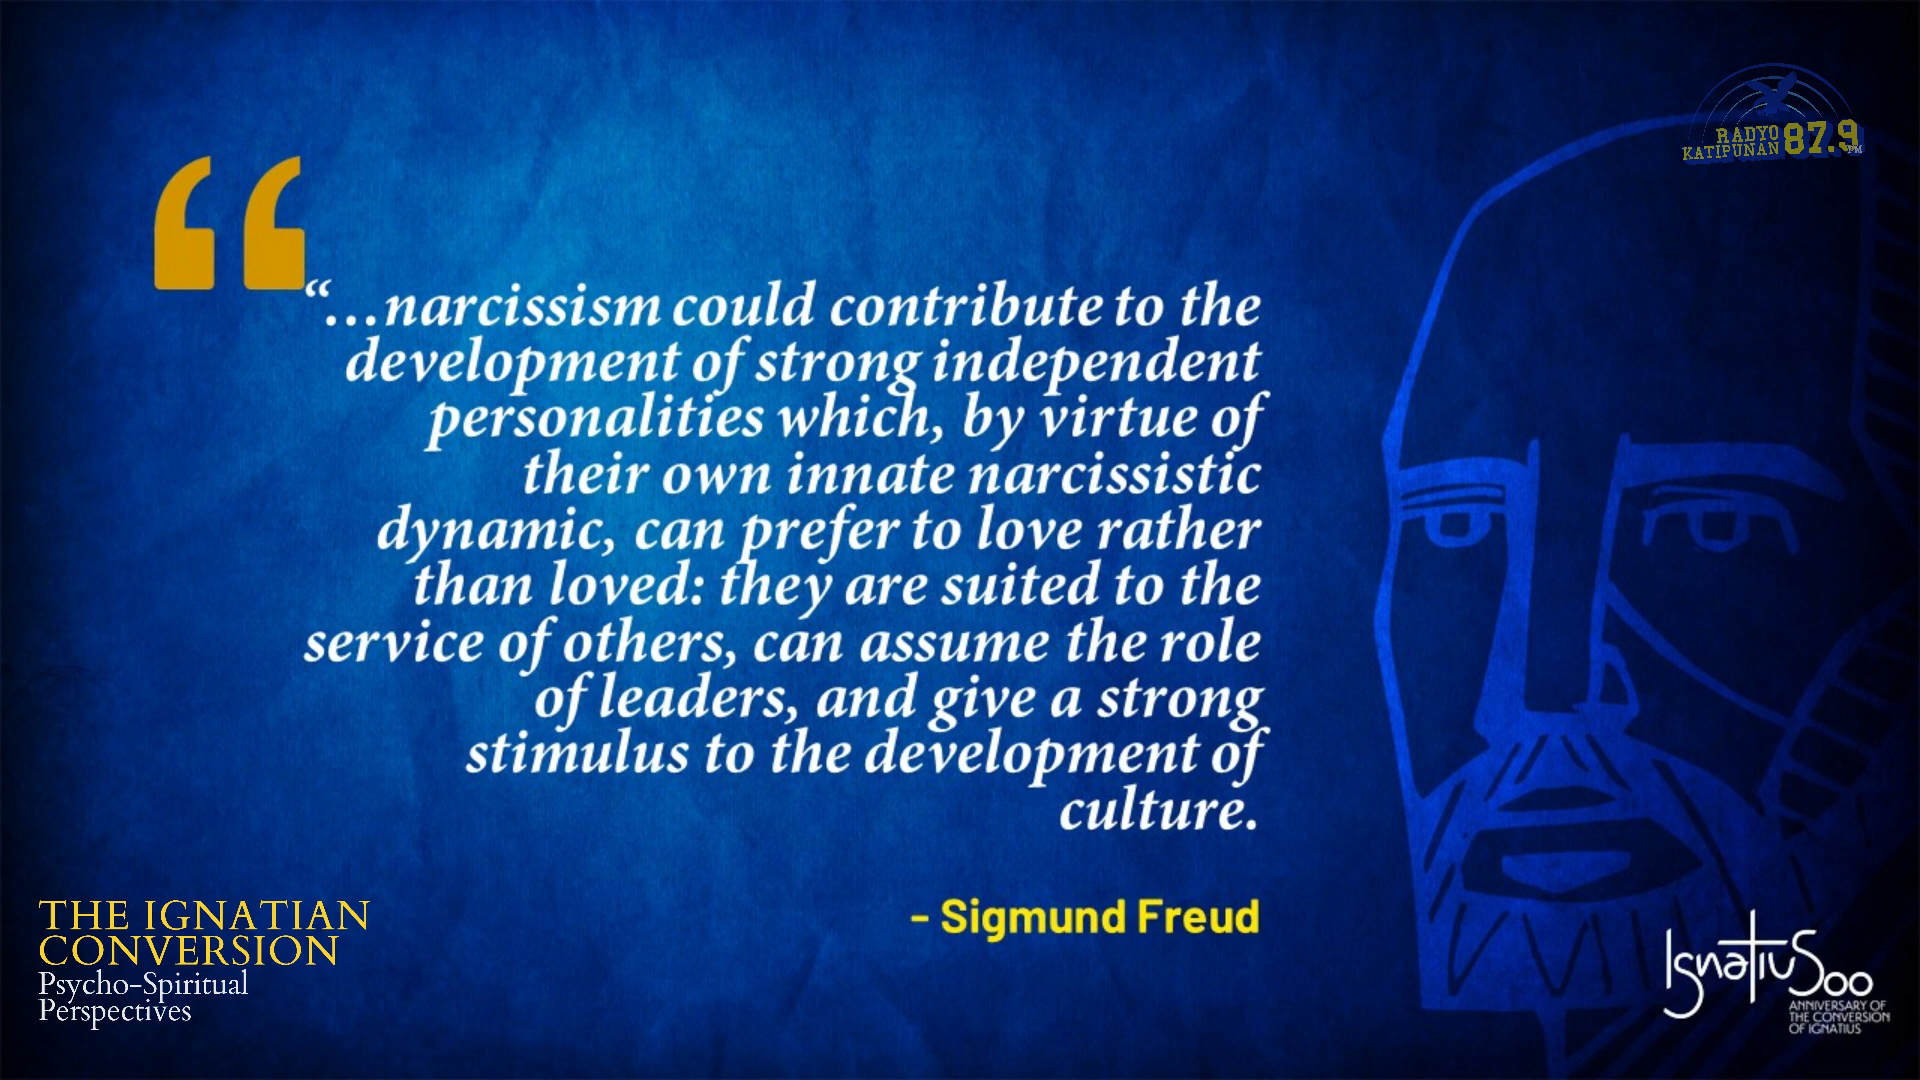 RADYO
KATIPUNAN 87.9 FM
“...narcissism could contribute to the
development of strong independent
personalities which, by virtue of
their own innate narcissistic
dynamic, can prefer to love rather
than loved: they are suited to the
service of others, can assume the role
of leaders, and give a strong
stimulus to the development of
culture.
- Sigmund Freud
THE IGNATIAN
CONVERSION
Psycho-Spiritual
Perspectives
Ignatius500
ANNIVERSARY OF
THE CONVERSION
OF IGNATIUS